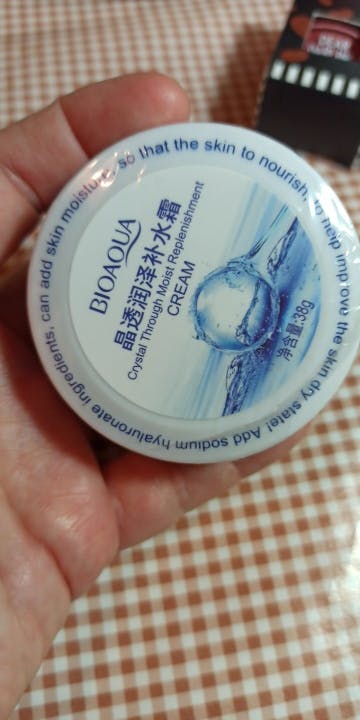 BIOAQUA
晶透润泽补水霜
Crystal Through Moist Replenishment
CREAM
净含量:38g
Add sodium hyaluronate ingredients, can add skin moisture, so that the skin to nourish, to help improve the skin dry state!